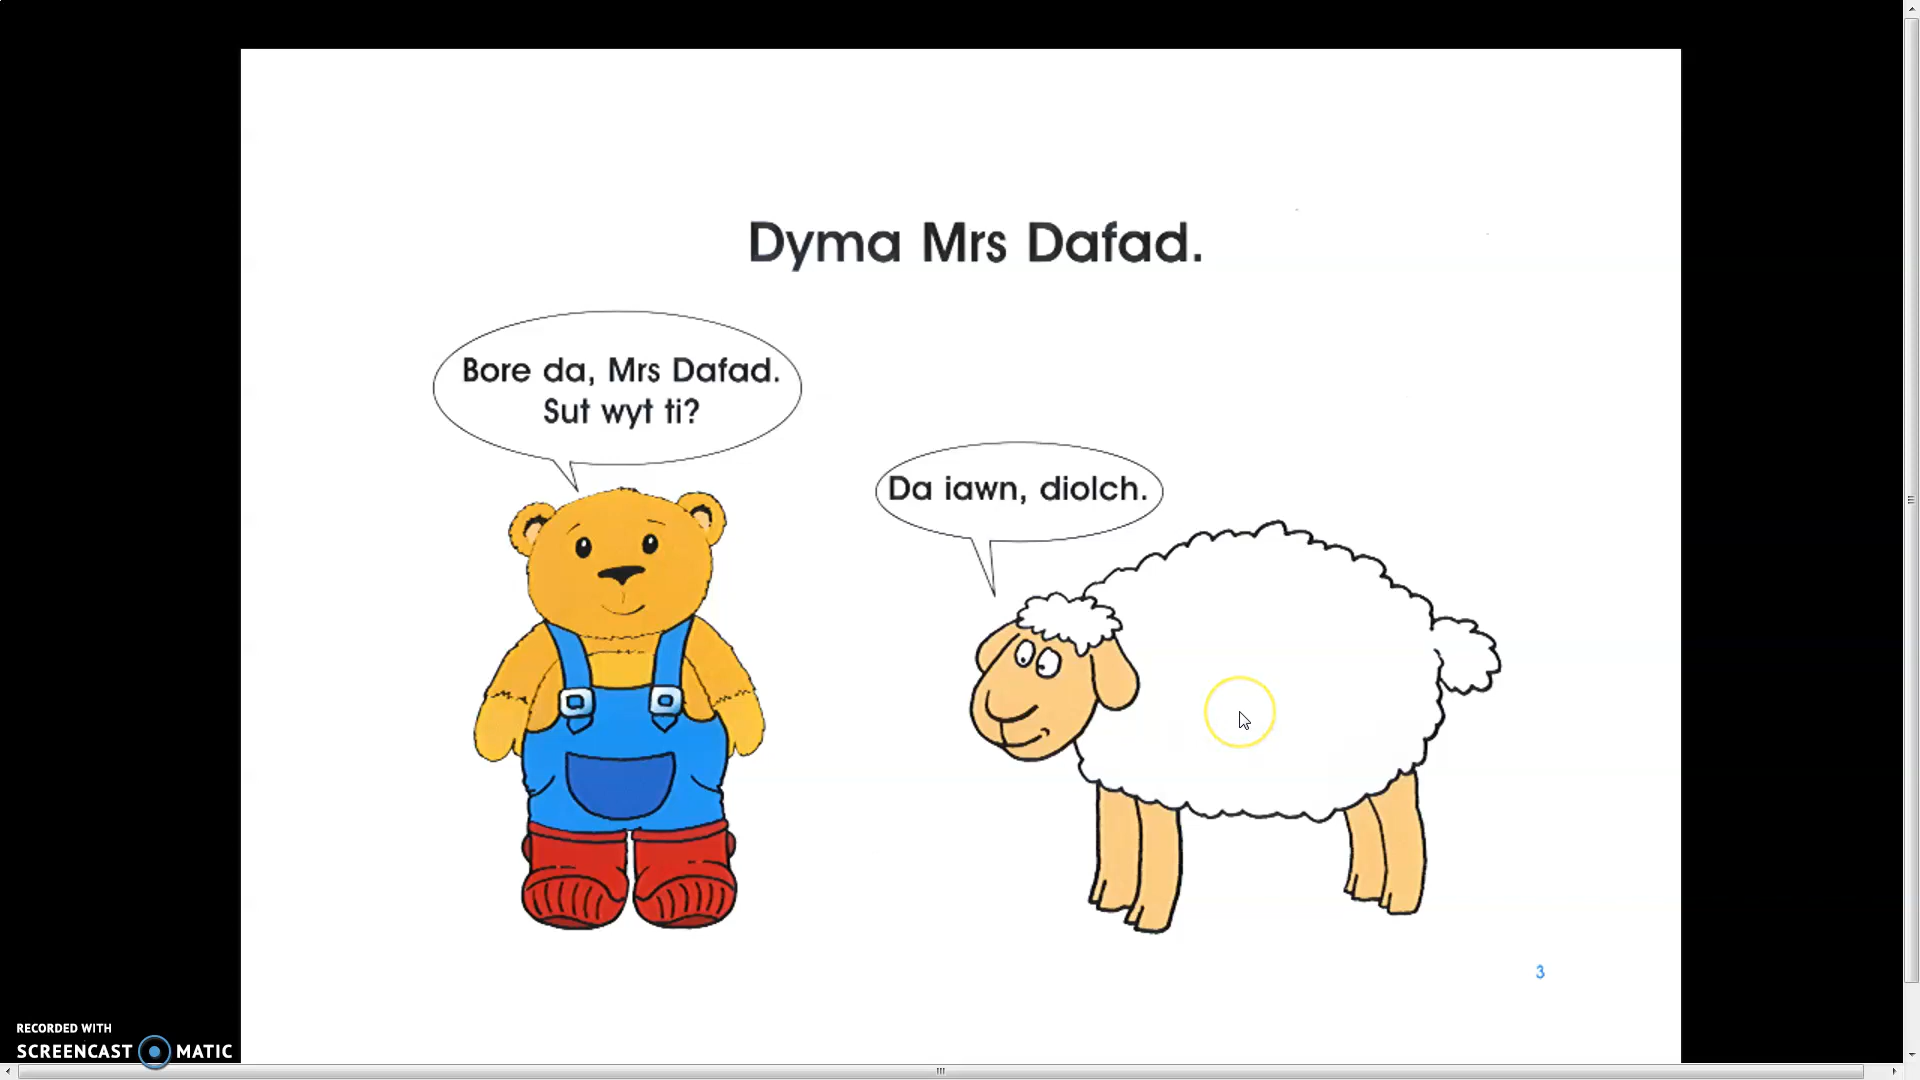 Dyma Mrs Dafad.
Bore da, Mrs Dafad.
Sut wyt ti?
Da iawn, diolch.
3
RECORDED WITH
SCREENCAST MATIC